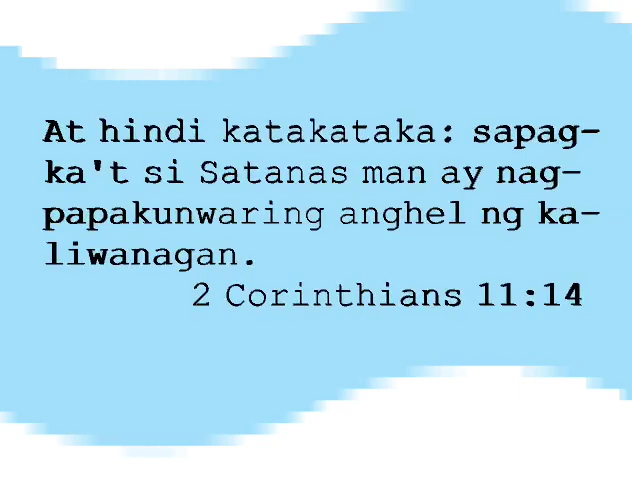 At hindi katakataka: sapag-
ka't si Satanas man ay nag-
papakunwaring anghel ng ka-
liwanagan.
2 Corinthians 11:14